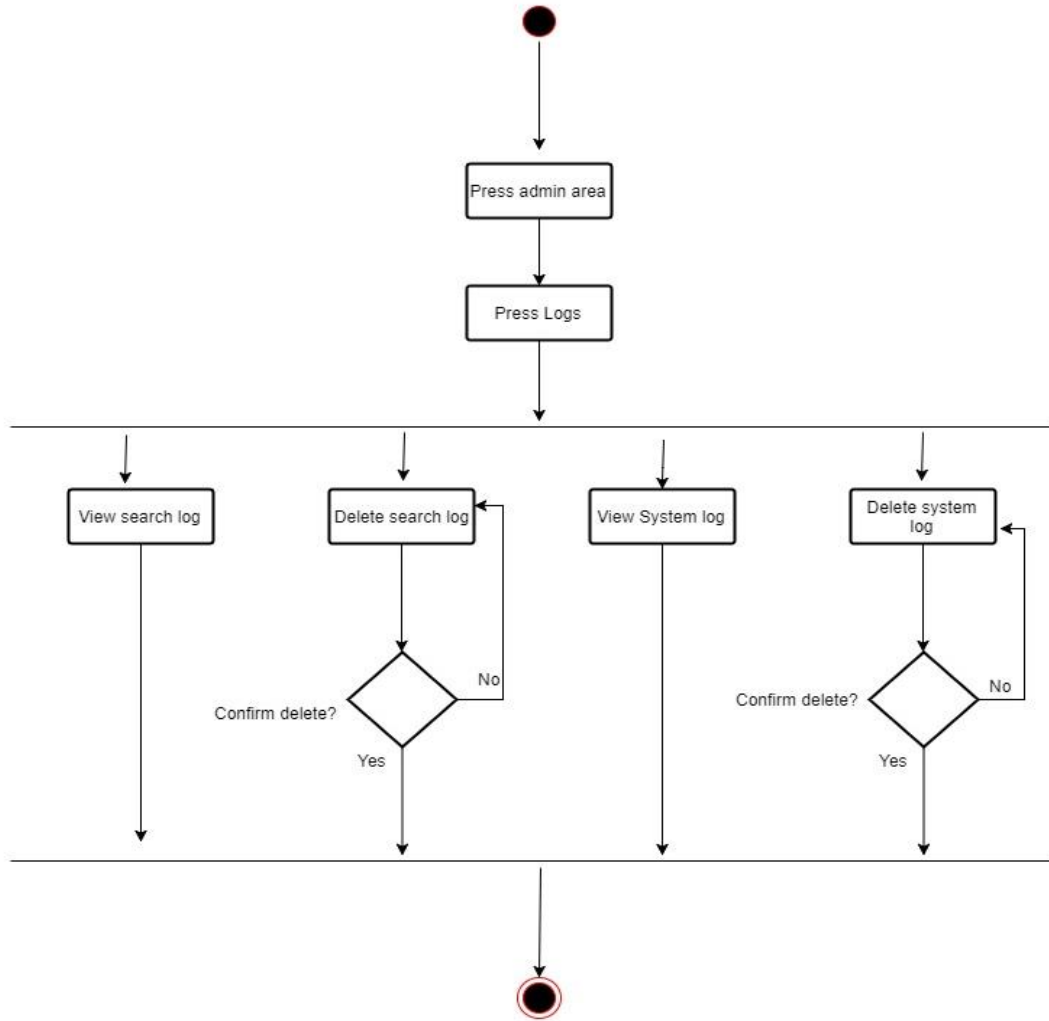 Press admin area
Press Logs
View search log
Delete search log
View System log
Delete system
log
No
No
Confirm delete?
Confirm delete?
Yes
Yes